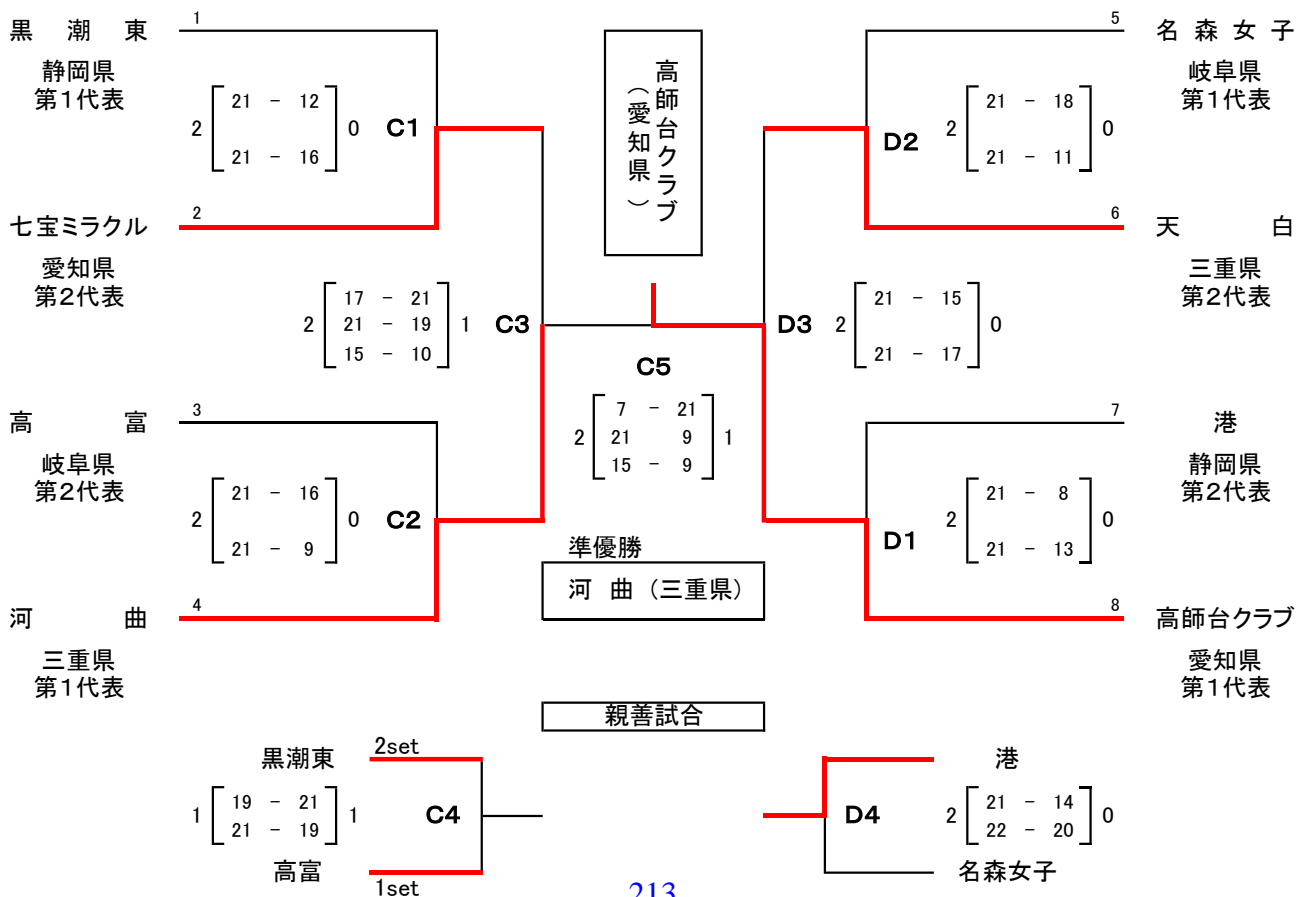 1
黒潮東
静岡県
第1代表
2 [ 21 － 12 ] 0 C1
21 － 16
2
七宝ミラクル
愛知県
第2代表
2 [ 17 － 21 ] 1 C3
21 － 19
15 － 10
3
高富
岐阜県
第2代表
2 [ 21 － 16 ] 0 C2
21 － 9
4
河曲
三重県
第1代表
高師台クラブ
（愛知県）
C5
2 [ 7 － 21 ] 1
21 9
15 － 9
準優勝
河曲（三重県）
5
名森女子
岐阜県
第1代表
D2 2 [ 21 － 18 ] 0
21 － 11
6
天白
三重県
第2代表
D3 2 [ 21 － 15 ] 0
21 － 17
7
港
静岡県
第2代表
D1 2 [ 21 － 8 ] 0
21 － 13
8
高師台クラブ
愛知県
第1代表
親善試合
黒潮東 2set
1 [ 19 － 21 ] 1 C4
21 － 19
高富 1set
港
D4 2 [ 21 － 14 ] 0
22 － 20
名森女子
213